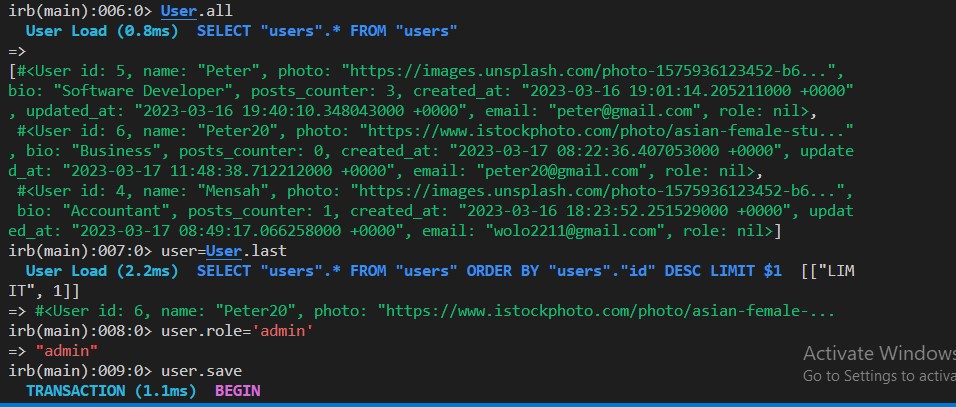 irb(main):006:0> User.all
User Load (0.8ms)  SELECT "users".* FROM "users"
=>
[#<User id: 5, name: "Peter", photo: "https://images.unsplash.com/photo-1575936123452-b6...",
bio: "Software Developer", posts_counter: 3, created_at: "2023-03-16 19:01:14.205211000 +0000"
, updated_at: "2023-03-16 19:40:10.348043000 +0000", email: "peter@gmail.com", role: nil>,
#<User id: 6, name: "Peter20", photo: "https://www.istockphoto.com/photo/asian-female-stu..."
, bio: "Business", posts_counter: 0, created_at: "2023-03-17 08:22:36.407053000 +0000", update
d_at: "2023-03-17 11:48:38.712212000 +0000", email: "peter20@gmail.com", role: nil>,
#<User id: 4, name: "Mensah", photo: "https://images.unsplash.com/photo-1575936123452-b6...",
bio: "Accountant", posts_counter: 1, created_at: "2023-03-16 18:23:52.251529000 +0000", updat
ed_at: "2023-03-17 08:49:17.066258000 +0000", email: "wolo2211@gmail.com", role: nil>]
irb(main):007:0> user=User.last
User Load (2.2ms)  SELECT "users".* FROM "users" ORDER BY "users"."id" DESC LIMIT $1  [["LIM
IT", 1]]
=> #<User id: 6, name: "Peter20", photo: "https://www.istockphoto.com/photo/asian-female-...
irb(main):008:0> user.role='admin'
=> "admin"
irb(main):009:0> user.save
TRANSACTION (1.1ms)  BEGIN
Activate Windows
Go to Settings to activa